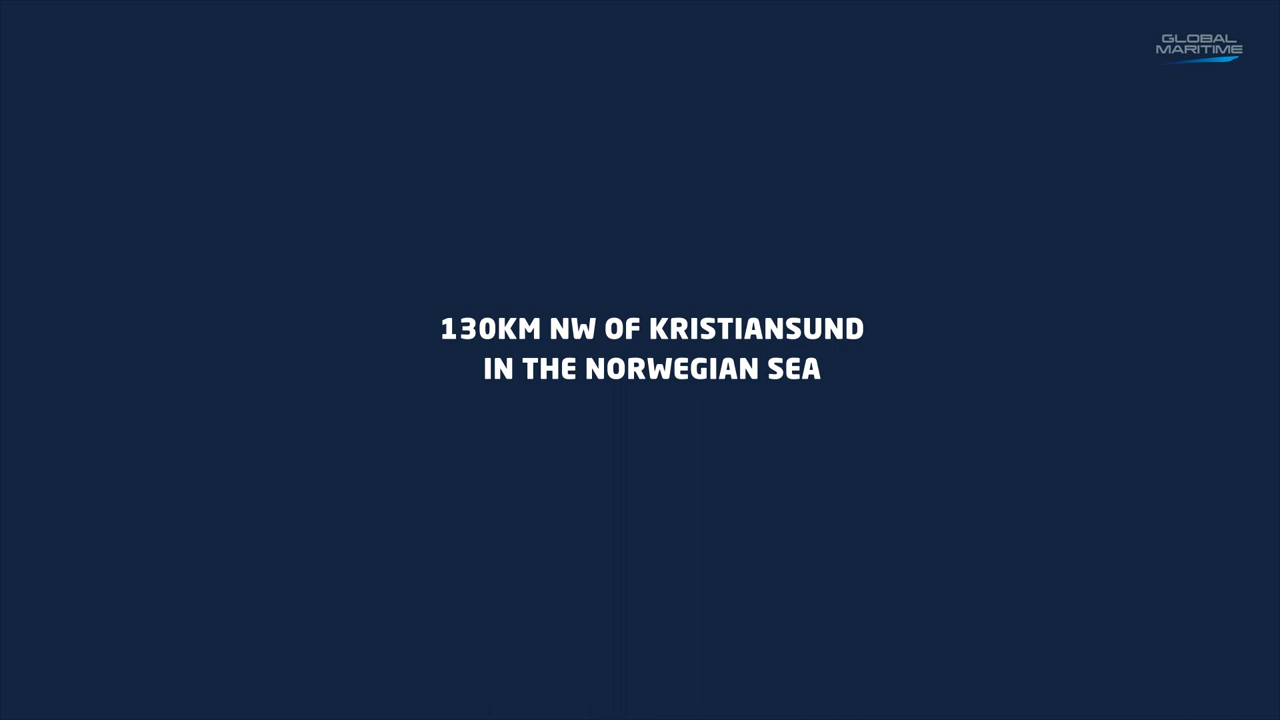 GLOBAL
MARITIME
130KM NW OF KRISTIANSUND
IN THE NORWEGIAN SEA